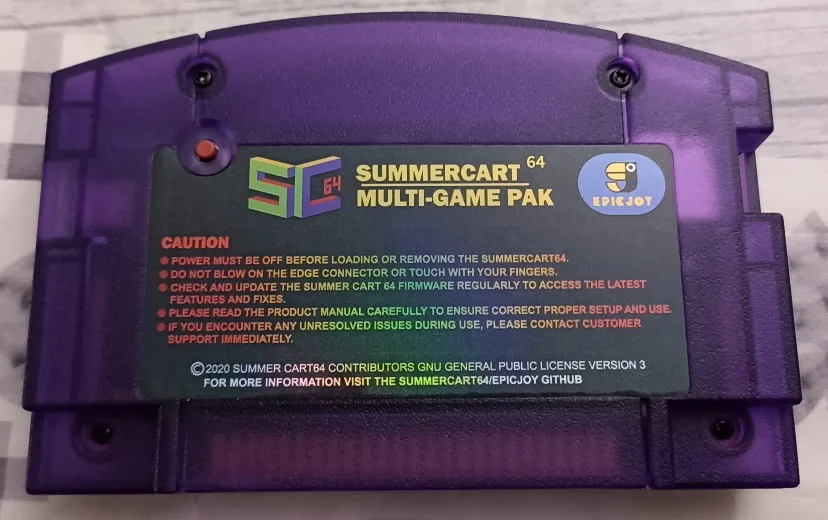 SC64
SUMMERCART 64
MULTI-GAME PAK
EPICJOY
CAUTION
POWER MUST BE OFF BEFORE LOADING OR REMOVING THE SUMMERCART64.
DO NOT BLOW ON THE EDGE CONNECTOR OR TOUCH WITH YOUR FINGERS.
CHECK AND UPDATE THE SUMMER CART 64 FIRMWARE REGULARLY TO ACCESS THE LATEST
FEATURES AND FIXES.
PLEASE READ THE PRODUCT MANUAL CAREFULLY TO ENSURE CORRECT PROPER SETUP AND USE.
IF YOU ENCOUNTER ANY UNRESOLVED ISSUES DURING USE, PLEASE CONTACT CUSTOMER
SUPPORT IMMEDIATELY.
©2020 SUMMER CART64 CONTRIBUTORS GNU GENERAL PUBLIC LICENSE VERSION 3
FOR MORE INFORMATION VISIT THE SUMMERCART64/EPICJOY GITHUB